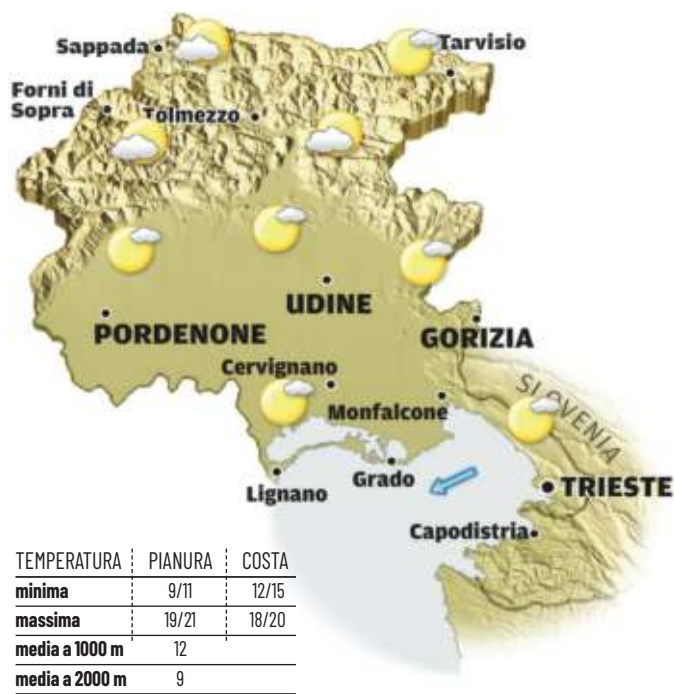 Sappada
Tarvisio
Forni di
Sopra
Tolmezzo
UDINE
PORDENONE
GORIZIA
Cervignano
SLOVENIA
Monfalcone
Grado
TRIESTE
Lignano
Capodistria
TEMPERATURA PIANURA COSTA
minima 9/11 12/15
massima 19/21 18/20
media a 1000 m 12
media a 2000 m 9